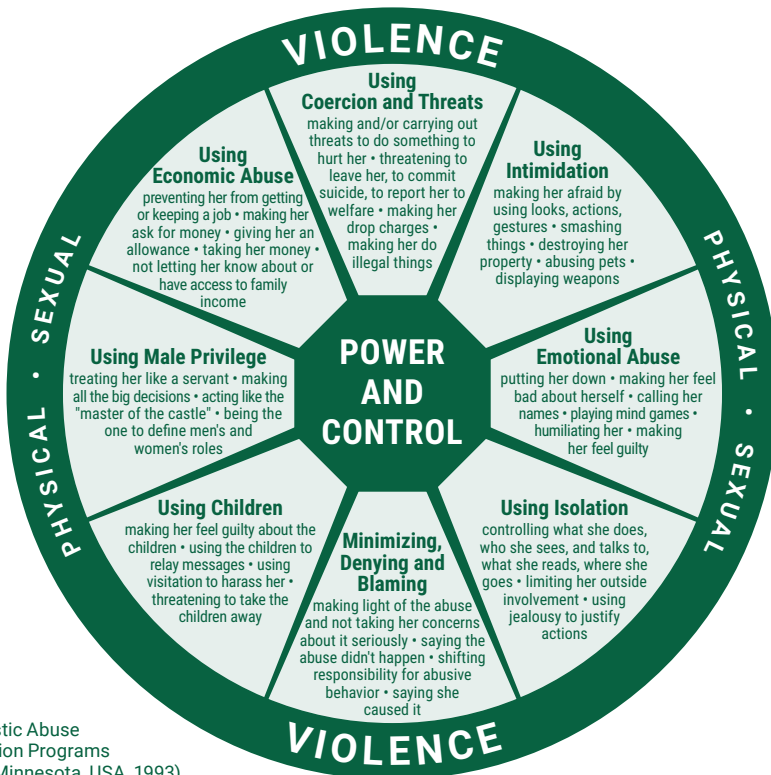 VIOLENCE
Using
Coercion and Threats
making and/or carrying out
threats to do something to
hurt her • threatening to
leave her, to commit
suicide, to report her to
welfare • making her
drop charges •
making her do
illegal things
Using
Intimidation
making her afraid by
using looks, actions,
gestures • smashing
things • destroying her
property • abusing pets •
displaying weapons
PHYSICAL • SEXUAL
Using
Emotional Abuse
putting her down • making her feel
bad about herself • calling her
names • playing mind games •
humiliating her • making
her feel guilty
Using Isolation
controlling what she does,
who she sees, and talks to,
what she reads, where she
goes • limiting her outside
involvement • using
jealousy to justify
actions
Minimizing,
Denying and
Blaming
making light of the abuse
and not taking her concerns
about it seriously • saying the
abuse didn't happen • shifting
responsibility for abusive
behavior • saying she
caused it
VIOLENCE
Using Children
making her feel guilty about the
children • using the children to
relay messages • using
visitation to harass her •
threatening to take the
children away
Using Male Privilege
treating her like a servant • making
all the big decisions • acting like the
"master of the castle" • being the
one to define men's and
women's roles
PHYSICAL • SEXUAL
Using
Economic Abuse
preventing her from getting
or keeping a job • making her
ask for money • giving her an
allowance • taking her money •
not letting her know about or
have access to family
income
POWER
AND
CONTROL
Abuse
Programs
Minnesota, USA, 1993)